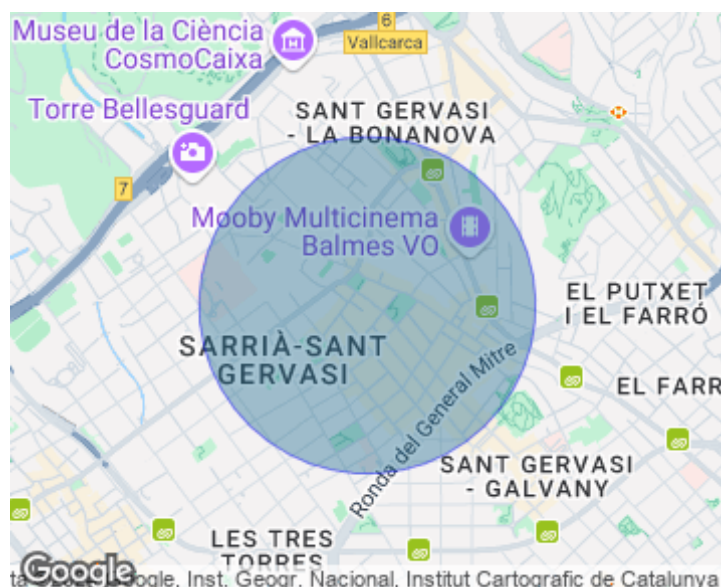 Museu de la Ciència
CosmoCaixa
6
Vallcarca
Torre Bellesguard
SANT GERVASI
- LA BONANOVA
7
Mooby Multicinema
Balmes VO
EL PUTXET
I EL FARRÓ
SARRIÀ-SANT
GERVASI
Ronda del General Mitre
EL FARR
SANT GERVASI
- GALVANY
LES TRES
TORRES
Google
Google, Inst. Geogr. Nacional, Institut Cartogràfic de Catalunya